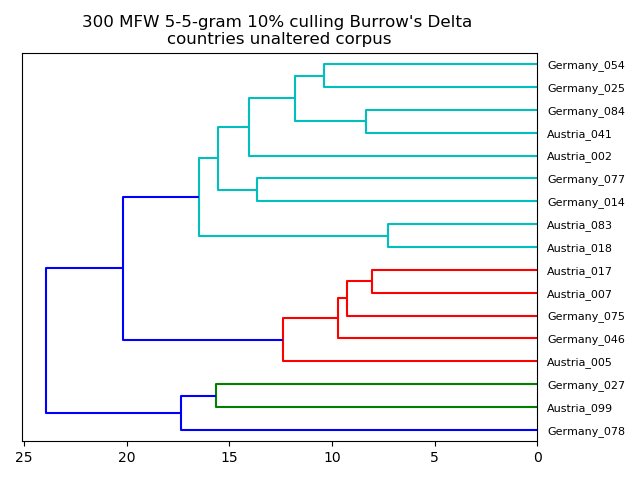 300 MFW 5-5-gram 10% culling Burrow's Delta
countries unaltered corpus
Germany_054
Germany_025
Germany_084
Austria_041
Austria_002
Germany_077
Germany_014
Austria_083
Austria_018
Austria_017
Austria_007
Germany_075
Germany_046
Austria_005
Germany_027
Austria_099
Germany_078
25 20 15 10 5 0